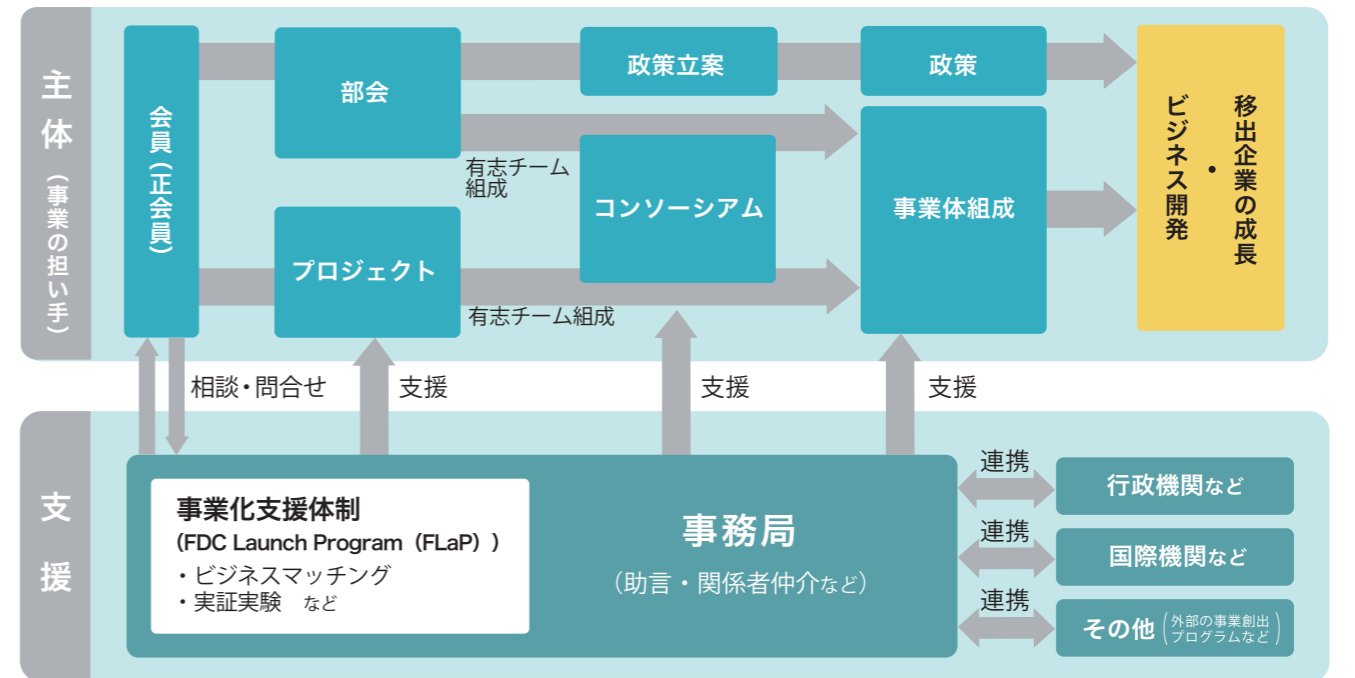 主体（事業の担い手）
会員（正会員）
部会
政策立案
政策
有志チーム
組成
コンソーシアム
事業体組成
プロジェクト
有志チーム組成
移出企業の成長
・
ビジネス開発
相談・問合せ
支援
支援
支援
支援
事業化支援体制
（FDC Launch Program（FLaP））
・ビジネスマッチング
・実証実験　など
事務局
（助言・関係者仲介など）
連携
行政機関など
連携
国際機関など
連携
その他（外部の事業創出
プログラムなど）